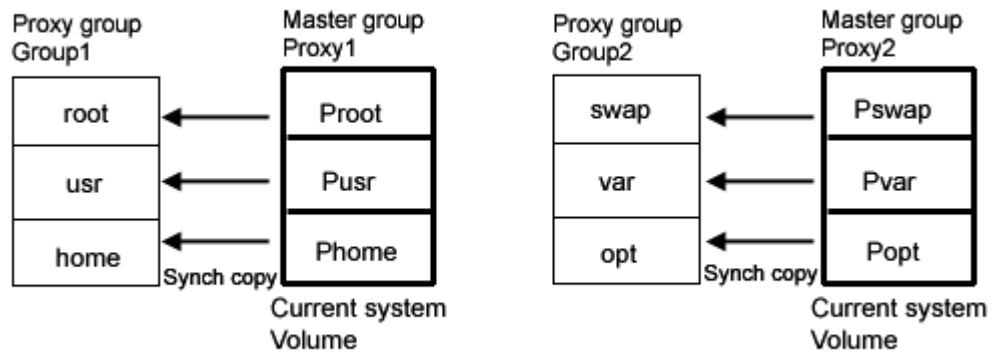 Proxy group
Group1
Master group
Proxy1
root
Proot
usr
Pusr
home
Phome
Synch copy
Current system
Volume
Proxy group
Group2
Master group
Proxy2
swap
Pswap
var
Pvar
opt
Popt
Synch copy
Current system
Volume